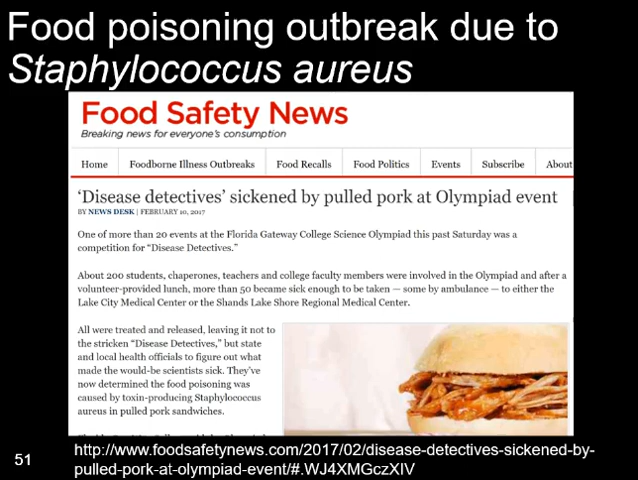 Food poisoning outbreak due to
Staphylococcus aureus
Food Safety News
Breaking news for everyone's consumption
Home Foodborne Illness Outbreaks Food Recalls Food Politics Events Subscribe About
‘Disease detectives’ sickened by pulled pork at Olympiad event
BY NEWS DESK | FEBRUARY 10, 2017
One of more than 20 events at the Florida Gateway College Science Olympiad this past Saturday was a
competition for “Disease Detectives.”
About 200 students, chaperones, teachers and college faculty members were involved in the Olympiad and after a
volunteer-provided lunch, more than 50 became sick enough to be taken — some by ambulance — to either the
Lake City Medical Center or the Shands Lake Shore Regional Medical Center.
All were treated and released, leaving it not to
the stricken “Disease Detectives,” but state
and local health officials to figure out what
made the would-be scientists sick. They’ve
now determined the food poisoning was
caused by toxin-producing Staphylococcus
aureus in pulled pork sandwiches.
51
http://www.foodsafetynews.com/2017/02/disease-detectives-sickened-by-
pulled-pork-at-olympiad-event/#.WJ4XMGczXIV